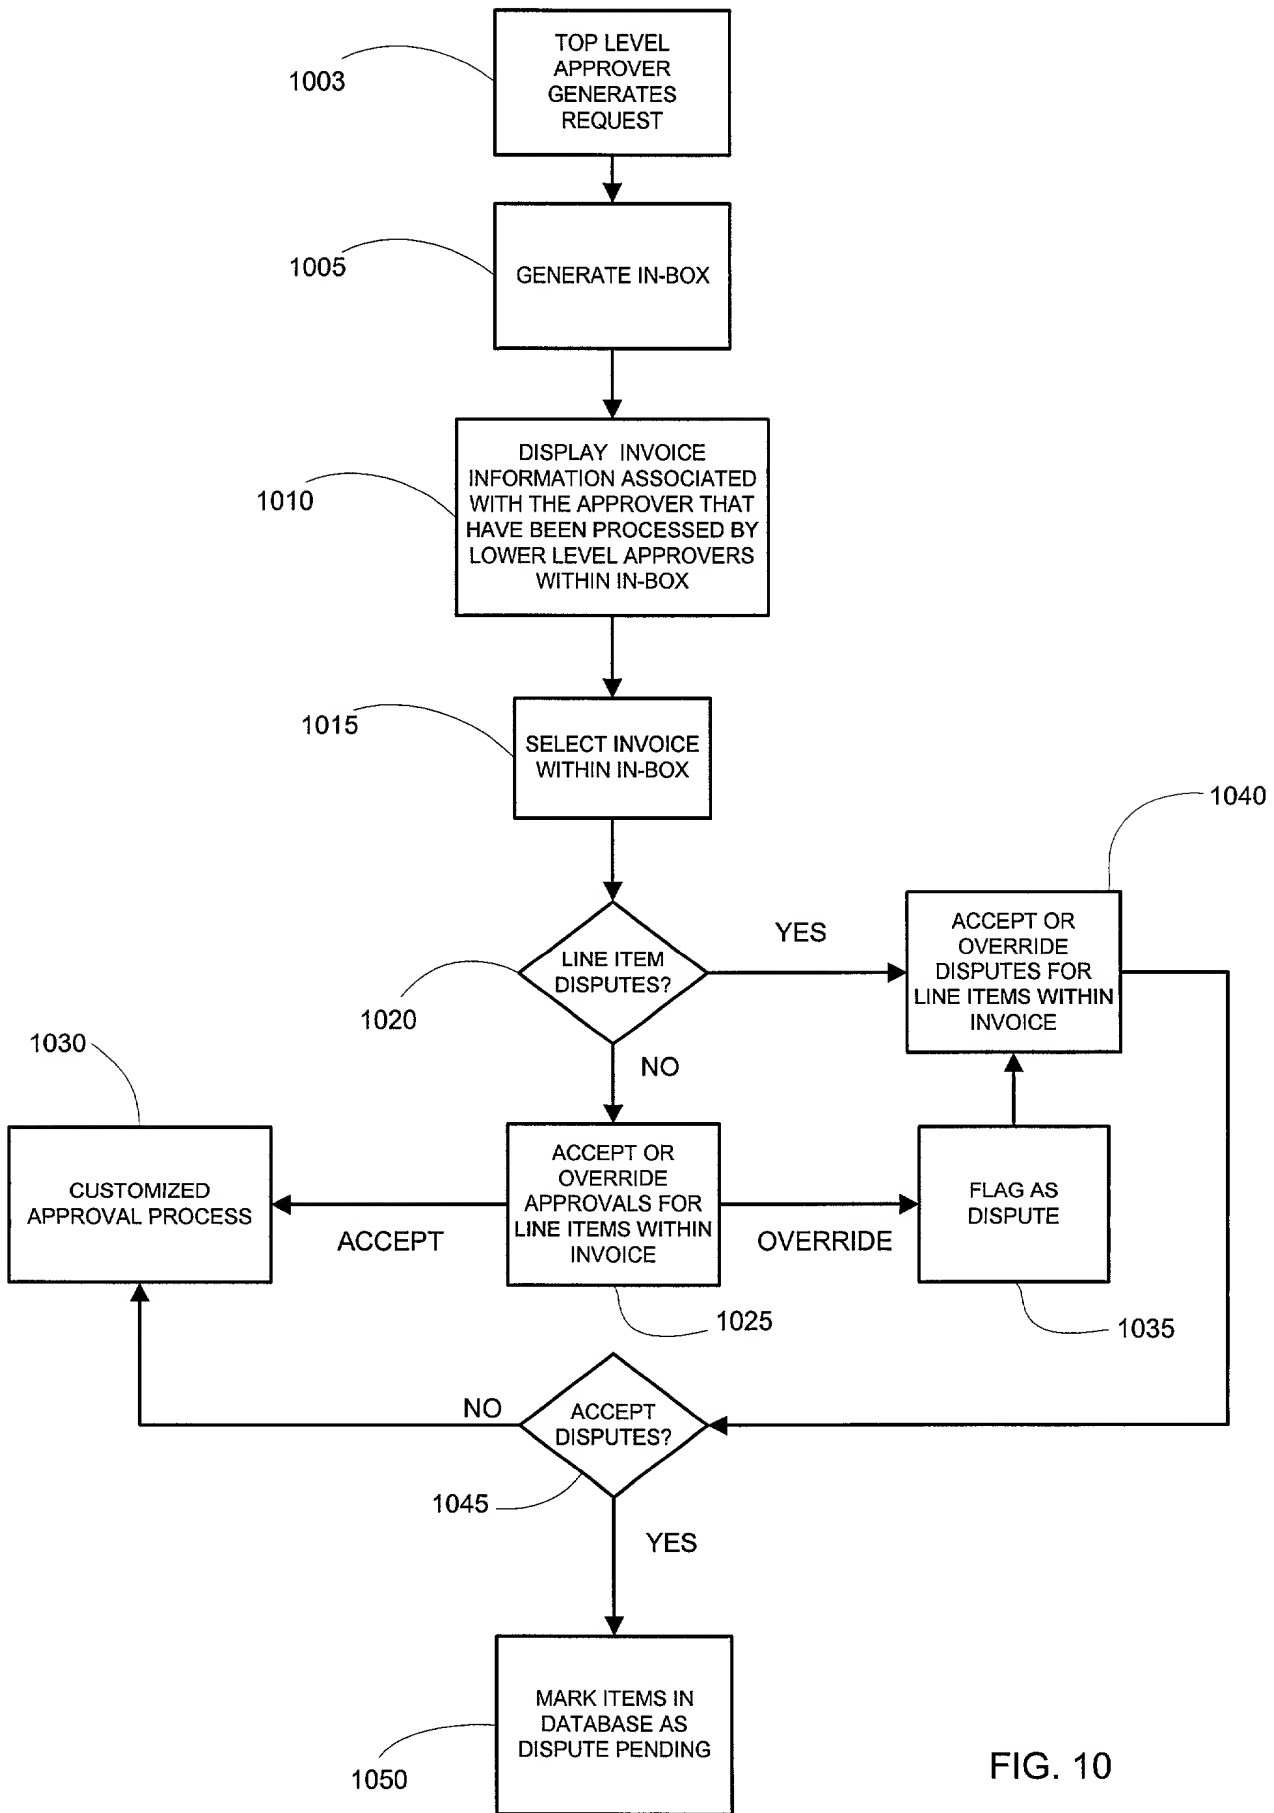 TOP LEVEL
APPROVER
GENERATES
REQUEST
1003
GENERATE IN-BOX
1005
DISPLAY INVOICE
INFORMATION ASSOCIATED
WITH THE APPROVER THAT
HAVE BEEN PROCESSED BY
LOWER LEVEL APPROVERS
WITHIN IN-BOX
1010
SELECT INVOICE
WITHIN IN-BOX
1015
1040
LINE ITEM
DISPUTES?
1020
YES
ACCEPT OR
OVERRIDE
DISPUTES FOR
LINE ITEMS WITHIN
INVOICE
NO
1030
CUSTOMIZED
APPROVAL PROCESS
ACCEPT
ACCEPT OR
OVERRIDE
APPROVALS FOR
LINE ITEMS WITHIN
INVOICE
OVERRIDE
FLAG AS
DISPUTE
1025
1035
NO
ACCEPT
DISPUTES?
1045
YES
MARK ITEMS IN
DATABASE AS
DISPUTE PENDING
1050
FIG. 10